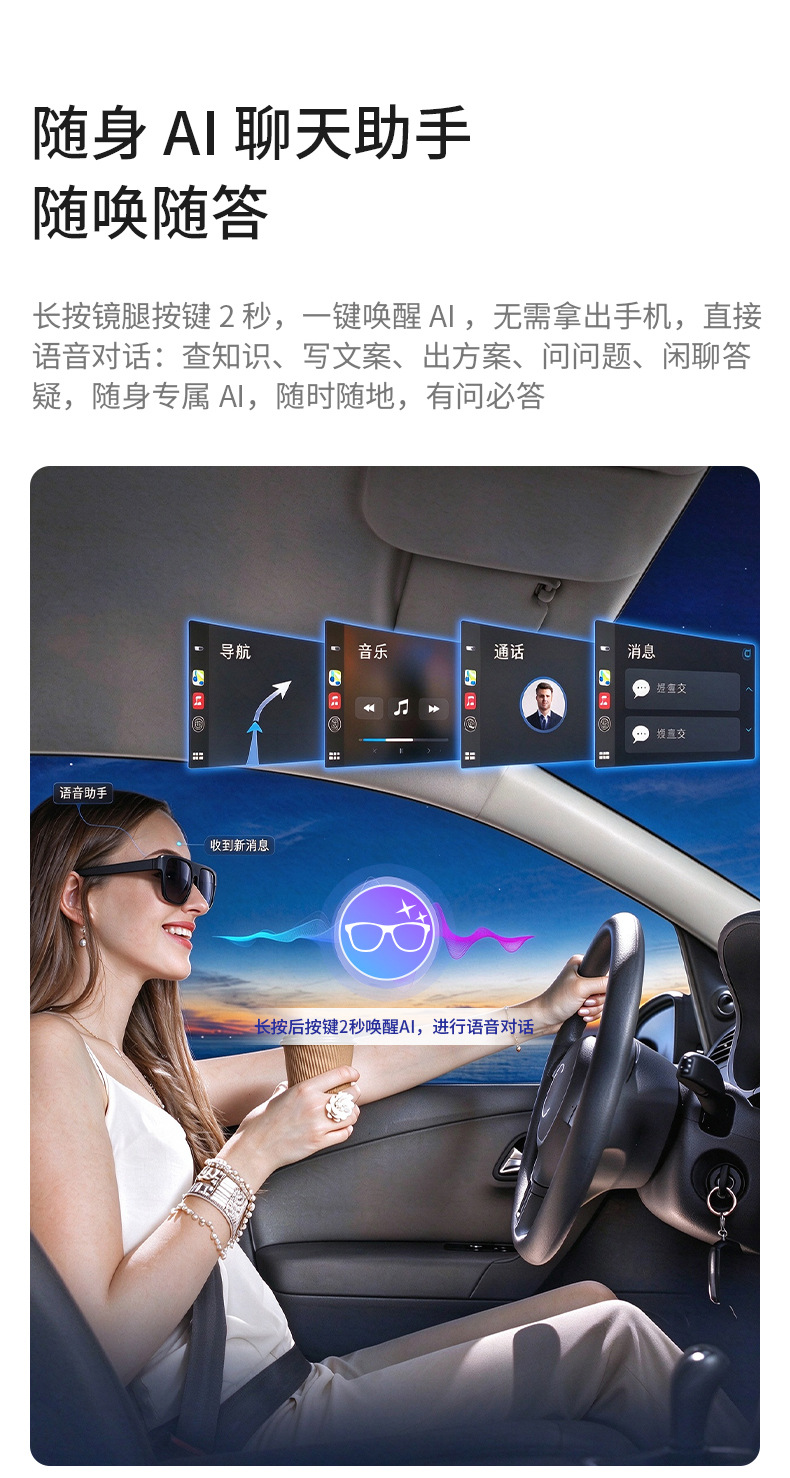 随身 AI 聊天助手
随唤随答
长按镜腿按键 2 秒，一键唤醒 AI ，无需拿出手机，直接
语音对话：查知识、写文案、出方案、问问题、闲聊答
疑，随身专属 AI，随时随地，有问必答
导航
音乐
通话
消息
语音助手
收到新消息
长按后按键2秒唤醒AI，进行语音对话